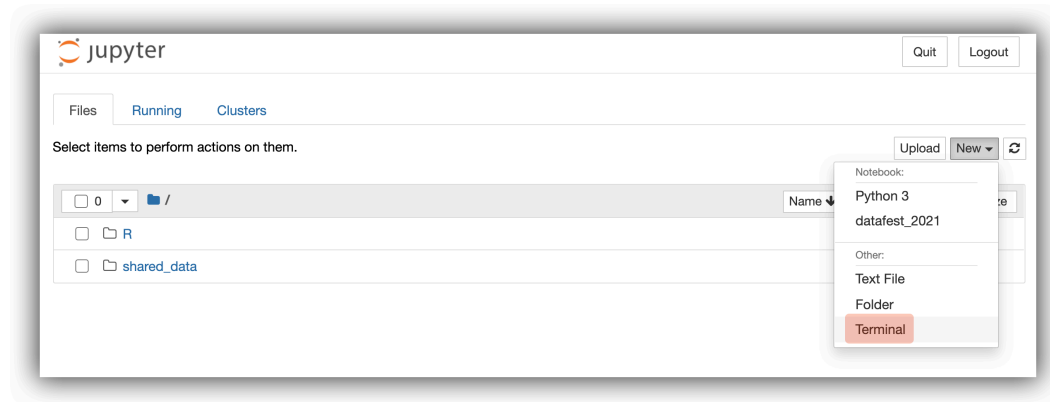 jupyter
Quit Logout
Files Running Clusters
Select items to perform actions on them.
Upload New
Notebook:
0 / Name
Python 3
datafest_2021
R
Other:
shared_data
Text File
Folder
Terminal